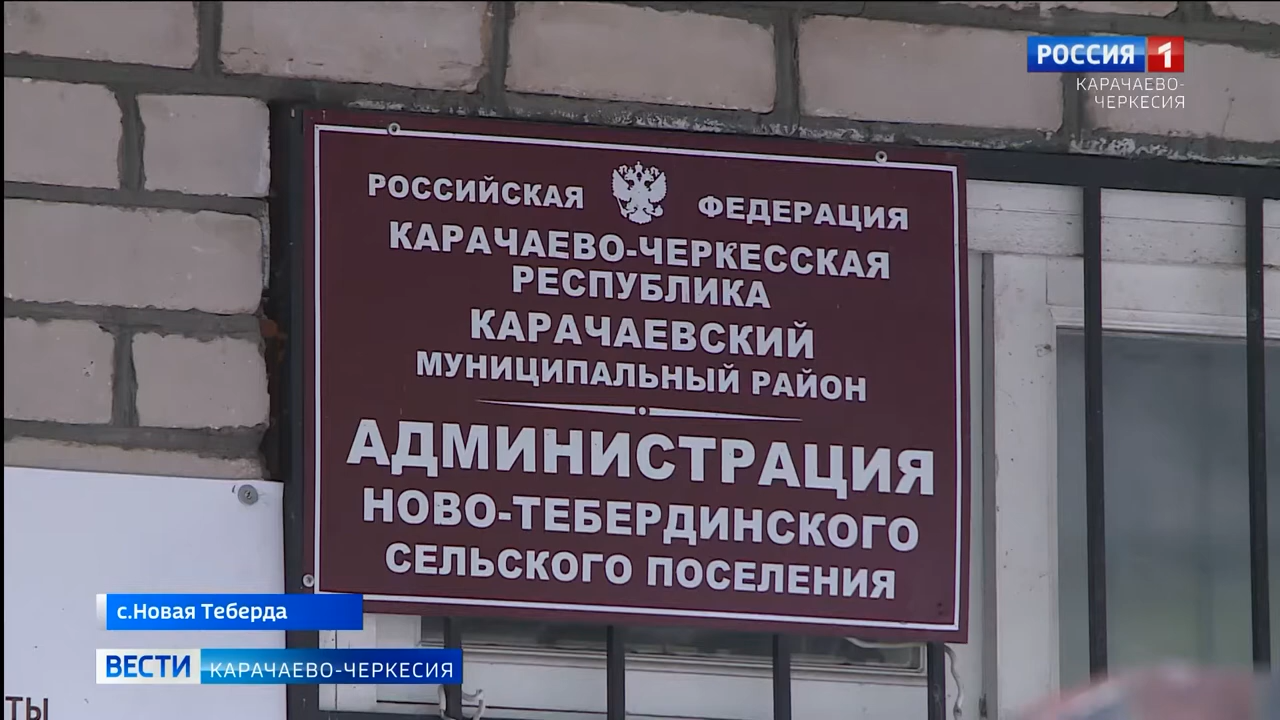 РОССИЯ 1
КАРАЧАЕВО-
ЧЕРКЕСИЯ
РОССИЙСКАЯ ФЕДЕРАЦИЯ
КАРАЧАЕВО-ЧЕРКЕССКАЯ
РЕСПУБЛИКА
КАРАЧАЕВСКИЙ
МУНИЦИПАЛЬНЫЙ РАЙОН
АДМИНИСТРАЦИЯ
НОВО-ТЕБЕРДИНСКОГО
СЕЛЬСКОГО ПОСЕЛЕНИЯ
с.Новая Теберда
ВЕСТИ КАРАЧАЕВО-ЧЕРКЕСИЯ